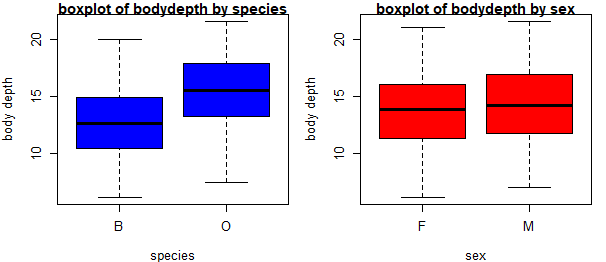 boxplot of bodydepth by species
body depth
20
15
10
B
O
species
boxplot of bodydepth by sex
body depth
20
15
10
F
M
sex